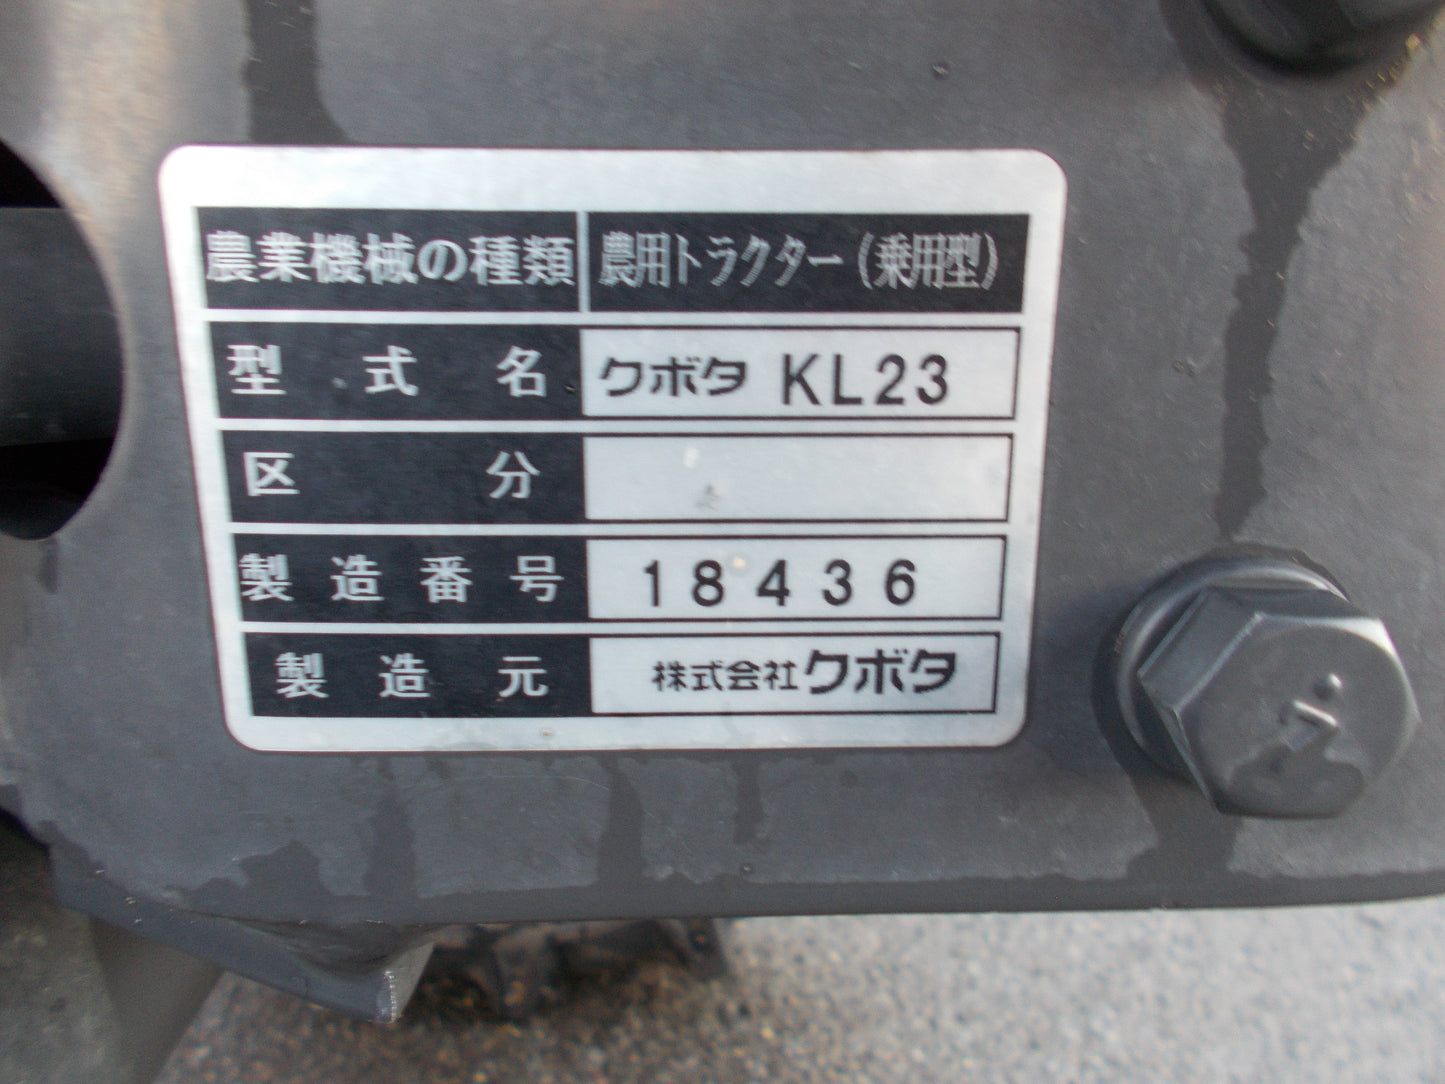 農業機械の種類 農用トラクター(乗用型)
型式名 クボタ KL23
区分
製造番号 18436
製造元 株式会社クボタ